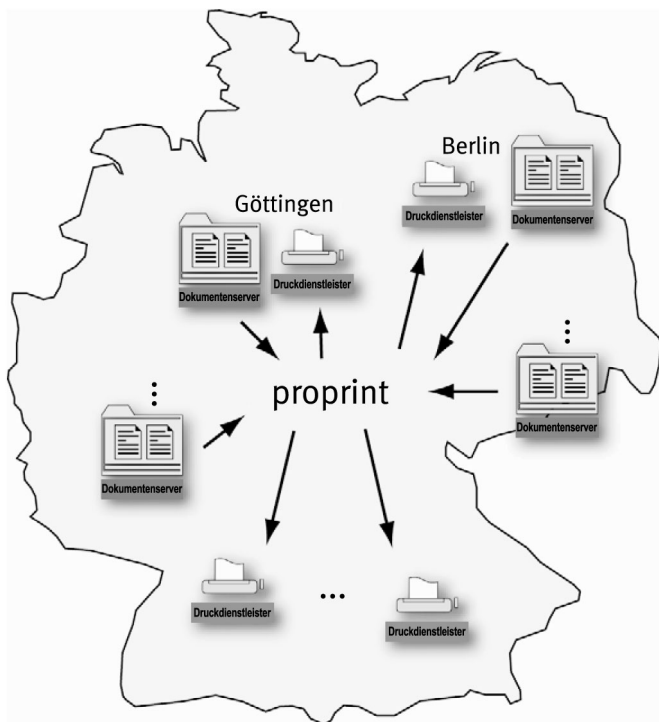 Berlin
Druckdienstleister
Dokumentenserver
Göttingen
Dokumentenserver
Druckdienstleister
...
...
proprint
Dokumentenserver
Dokumentenserver
Druckdienstleister
...
Druckdienstleister